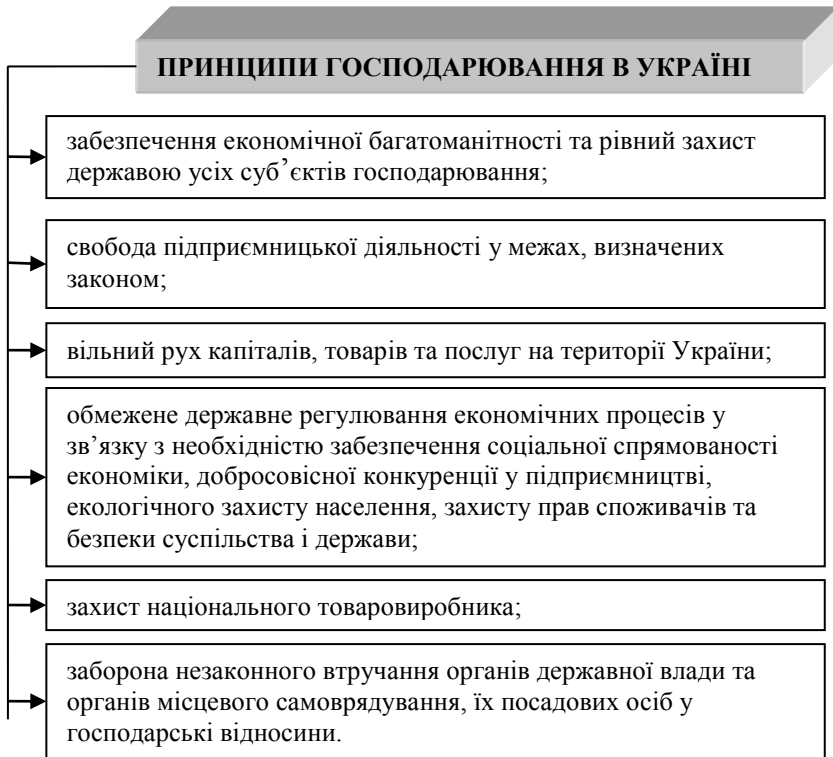 ПРИНЦИПИ ГОСПОДАРЮВАННЯ В УКРАЇНІ
забезпечення економічної багатоманітності та рівний захист
державою усіх суб’єктів господарювання;
свобода підприємницької діяльності у межах, визначених
законом;
вільний рух капіталів, товарів та послуг на території України;
обмежене державне регулювання економічних процесів у
зв’язку з необхідністю забезпечення соціальної спрямованості
економіки, добросовісної конкуренції у підприємництві,
екологічного захисту населення, захисту прав споживачів та
безпеки суспільства і держави;
захист національного товаровиробника;
заборона незаконного втручання органів державної влади та
органів місцевого самоврядування, їх посадових осіб у
господарські відносини.